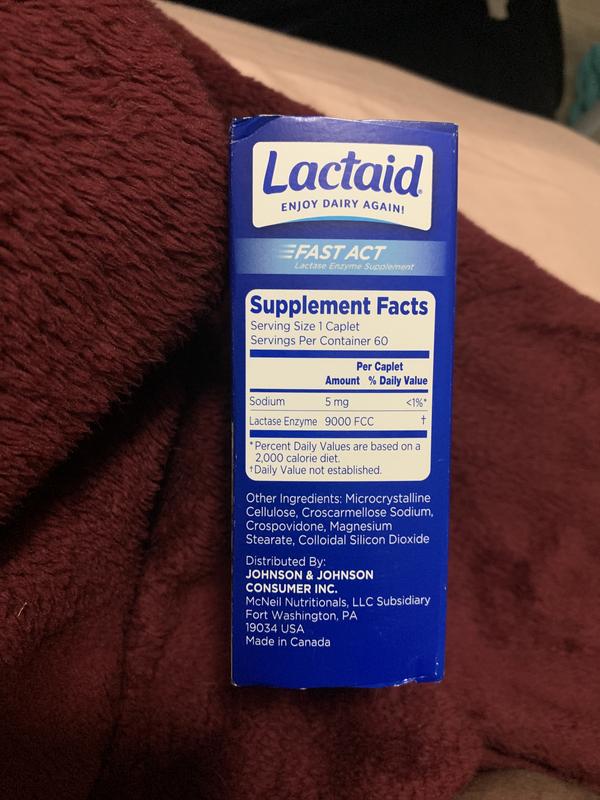 Lactaid®
ENJOY DAIRY AGAIN!
FAST ACT
Lactase Enzyme Supplement
Supplement Facts
Serving Size 1 Caplet
Servings Per Container 60
Per Caplet
Amount % Daily Value
Sodium 5 mg <1%*
Lactase Enzyme 9000 FCC †
*Percent Daily Values are based on a
2,000 calorie diet.
†Daily Value not established.
Other Ingredients: Microcrystalline
Cellulose, Croscarmellose Sodium,
Crospovidone, Magnesium
Stearate, Colloidal Silicon Dioxide
Distributed By:
JOHNSON & JOHNSON
CONSUMER INC.
McNeil Nutritionals, LLC Subsidiary
Fort Washington, PA
19034 USA
Made in Canada